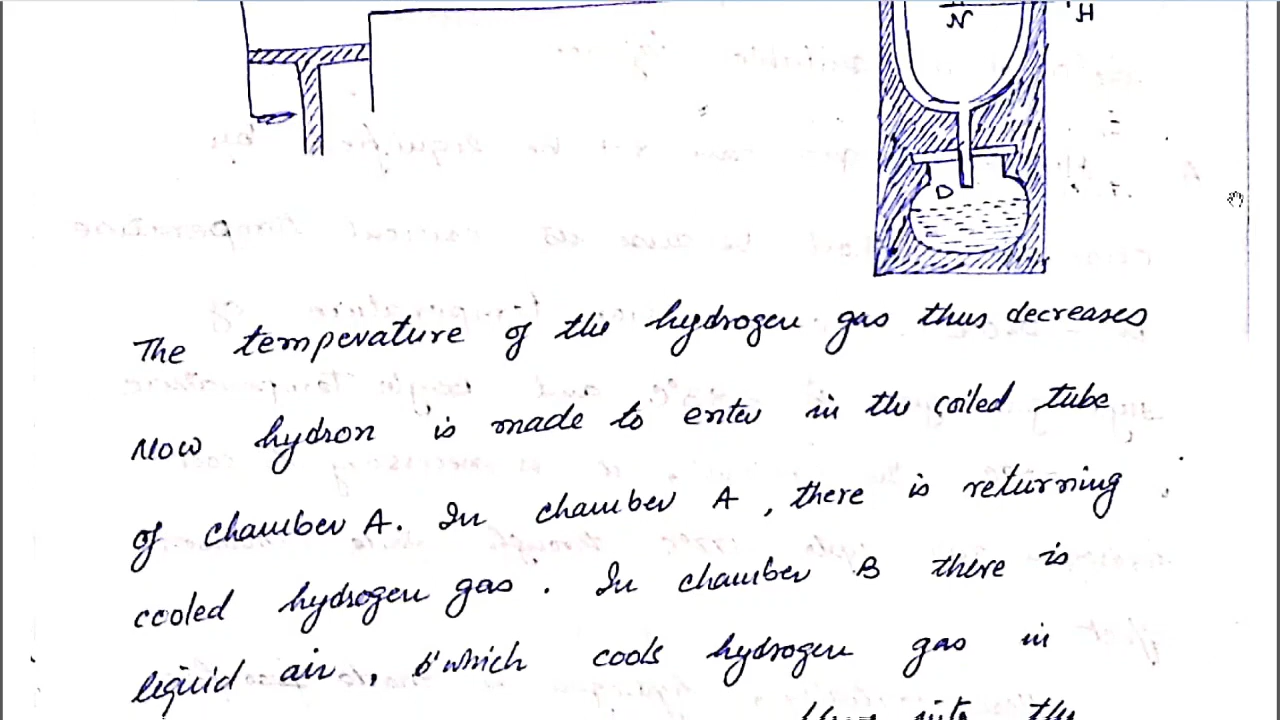 N
H
D
The temperature of the hydrogen gas thus decreases
Now hydron is made to enter in the coiled tube
of chamber A. In chamber A, there is returning
cooled hydrogen gas. In chamber B there is
liquid air, which cools hydrogen gas in
the